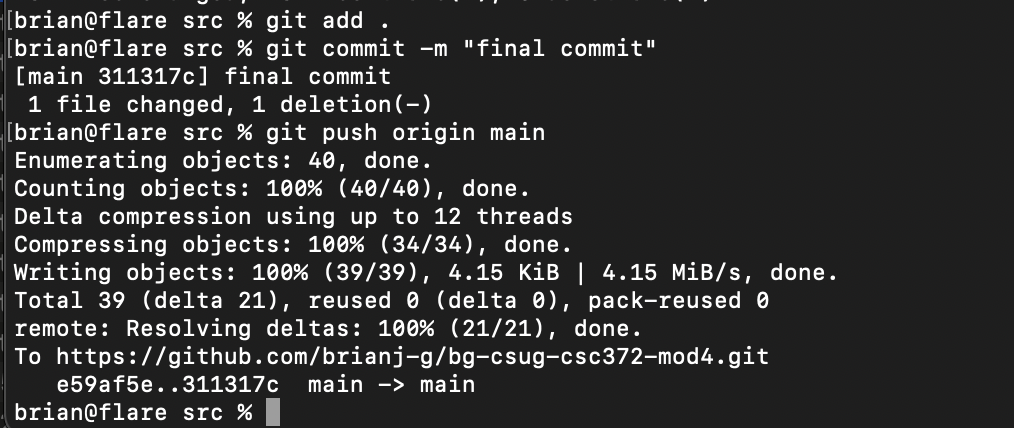 [brian@flare src % git add .
[brian@flare src % git commit -m "final commit"
[main 311317c] final commit
 1 file changed, 1 deletion(-)
[brian@flare src % git push origin main
Enumerating objects: 40, done.
Counting objects: 100% (40/40), done.
Delta compression using up to 12 threads
Compressing objects: 100% (34/34), done.
Writing objects: 100% (39/39), 4.15 KiB | 4.15 MiB/s, done.
Total 39 (delta 21), reused 0 (delta 0), pack-reused 0
remote: Resolving deltas: 100% (21/21), done.
To https://github.com/brianj-g/bg-csug-csc372-mod4.git
   e59af5e..311317c  main -> main
brian@flare src %